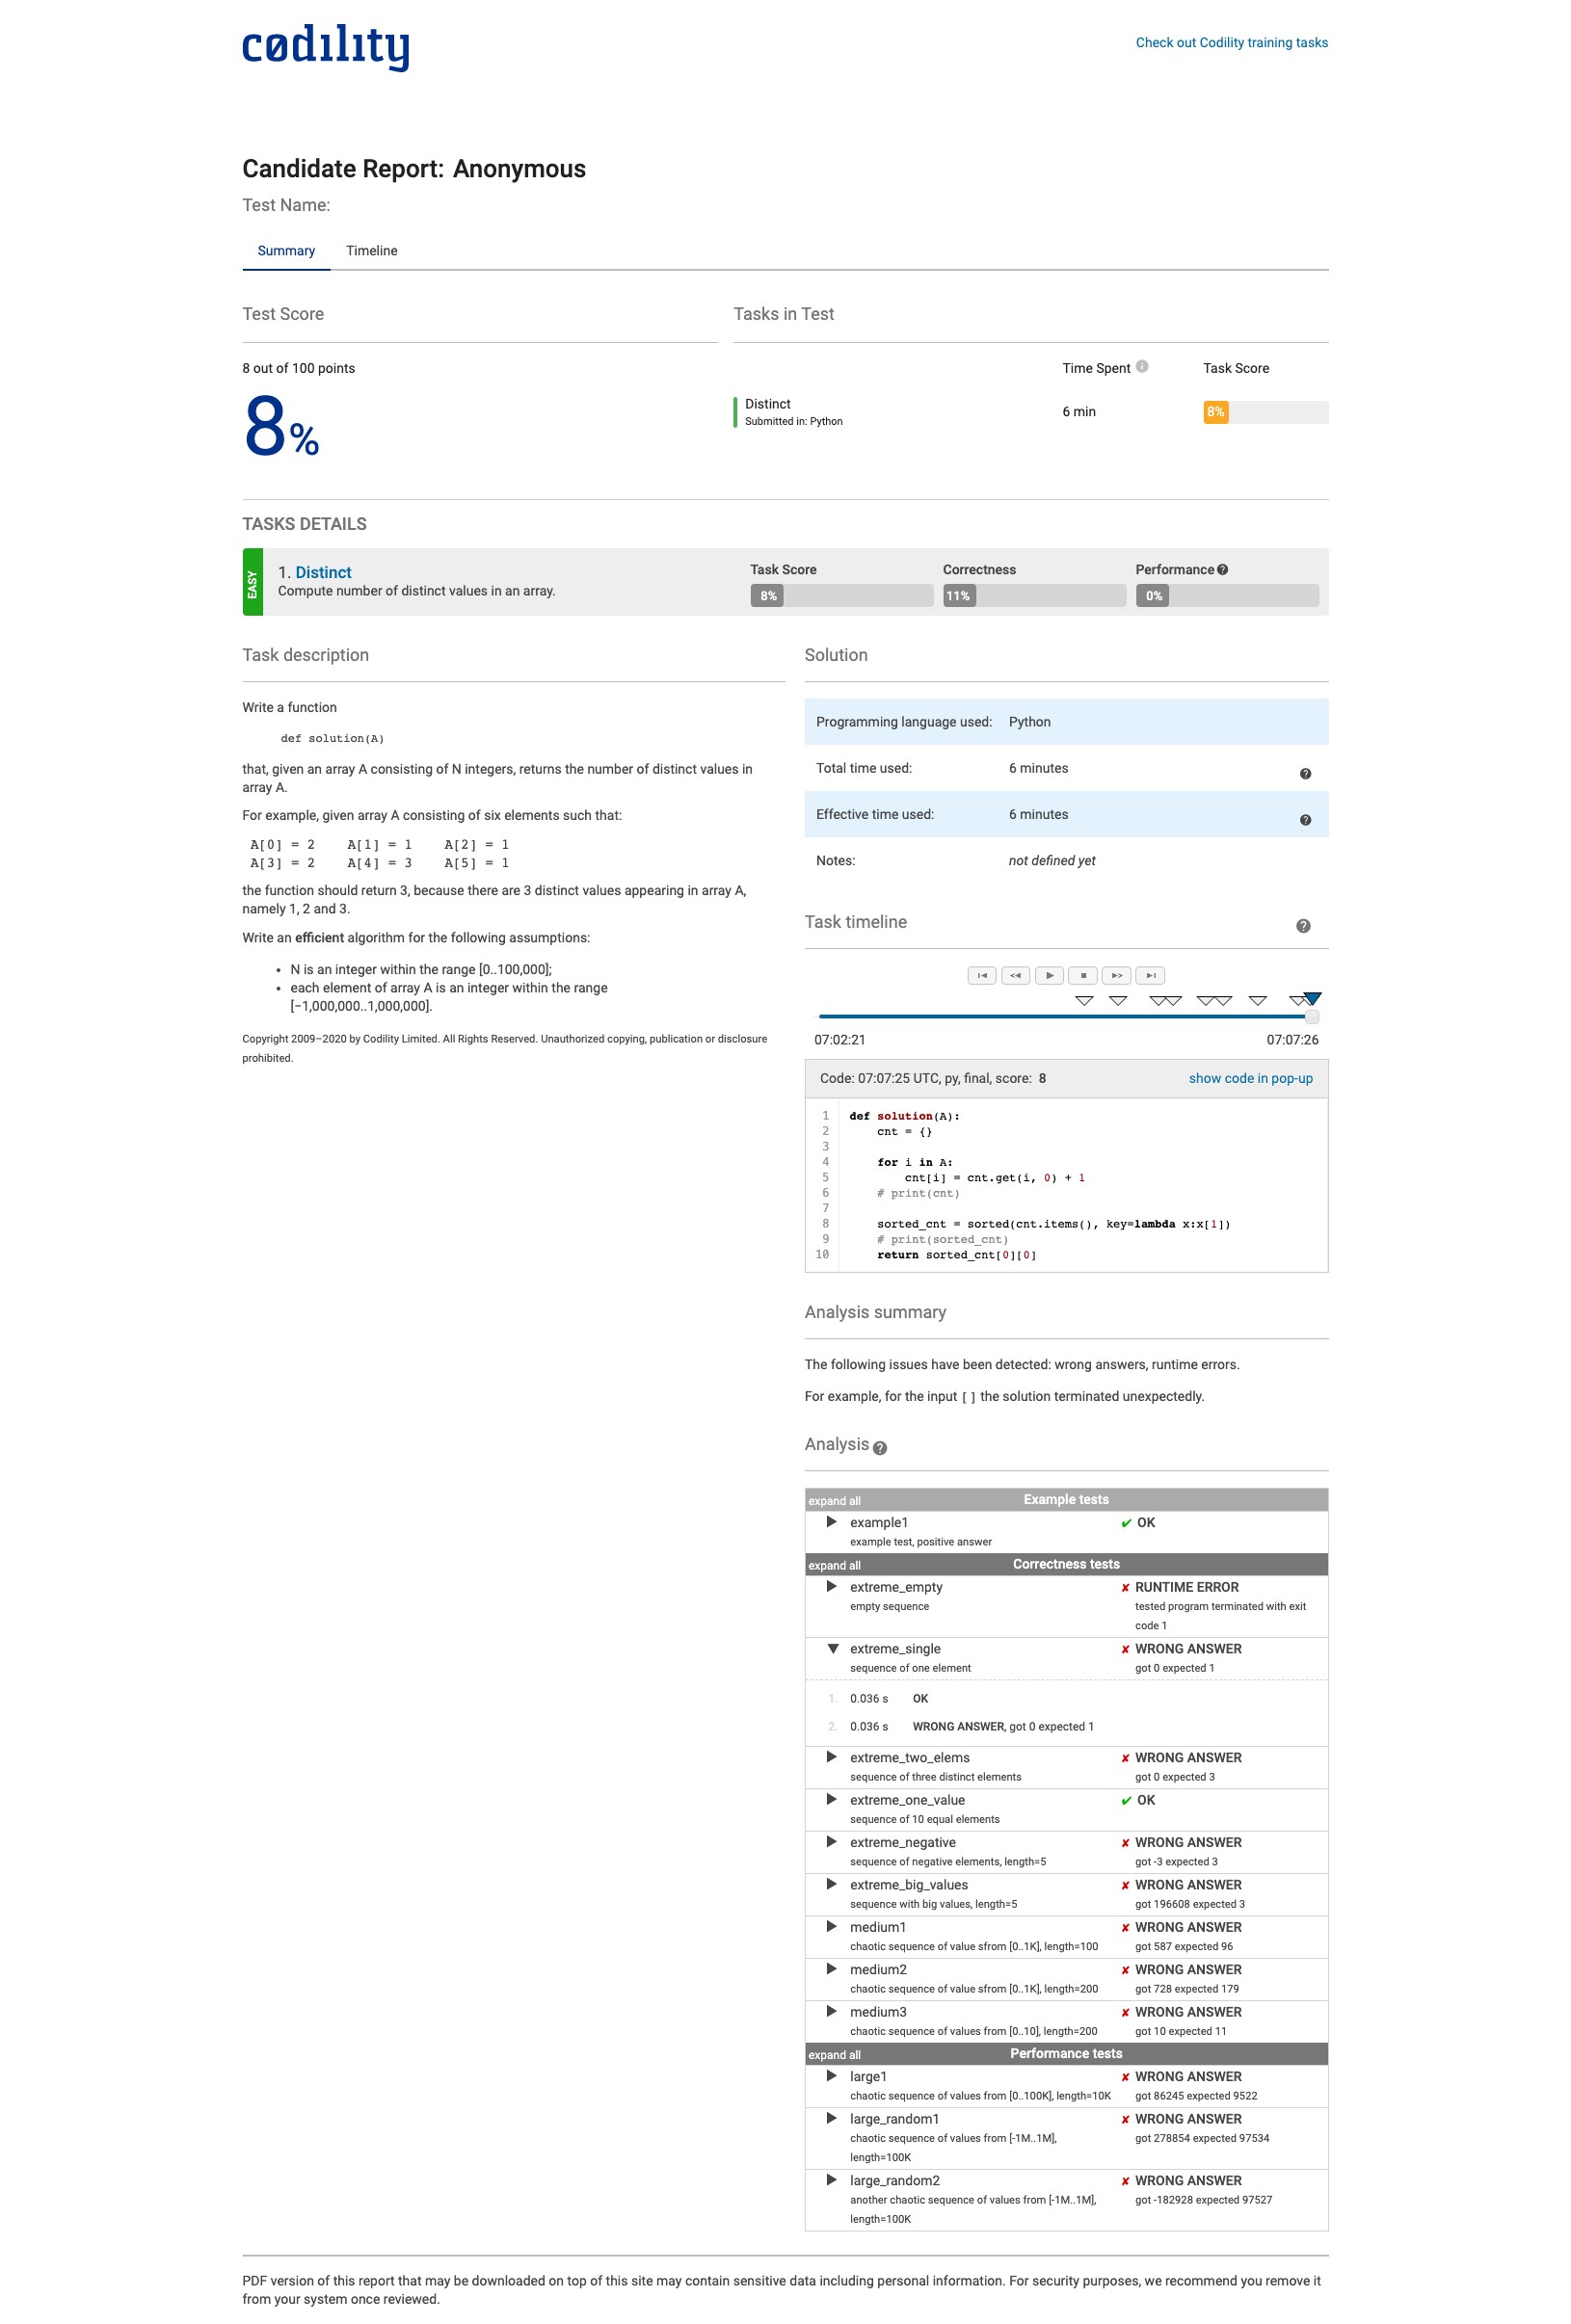 cødility
Check out Codility training tasks
Candidate Report: Anonymous
Test Name:
Summary Timeline
Test Score
8 out of 100 points
8%
Tasks in Test
Time Spent Task Score
Distinct
Submitted in: Python
6 min
8%
TASKS DETAILS
EASY
1. Distinct
Compute number of distinct values in an array.
Task Score
8%
Correctness
11%
Performance
0%
Task description
Write a function
def solution(A)
that, given an array A consisting of N integers, returns the number of distinct values in
array A.
For example, given array A consisting of six elements such that:
A[0] = 2 A[1] = 1 A[2] = 1
A[3] = 2 A[4] = 3 A[5] = 1
the function should return 3, because there are 3 distinct values appearing in array A,
namely 1, 2 and 3.
Write an efficient algorithm for the following assumptions:
• N is an integer within the range [0..100,000];
• each element of array A is an integer within the range
[−1,000,000..1,000,000].
Copyright 2009–2020 by Codility Limited. All Rights Reserved. Unauthorized copying, publication or disclosure
prohibited.
Solution
Programming language used: Python
Total time used: 6 minutes
Effective time used: 6 minutes
Notes: not defined yet
Task timeline
07:02:21 07:07:26
Code: 07:07:25 UTC, py, final, score: 8
show code in pop-up
1 def solution(A):
2     cnt = {}
3
4     for i in A:
5         cnt[i] = cnt.get(i, 0) + 1
6     # print(cnt)
7
8     sorted_cnt = sorted(cnt.items(), key=lambda x:x[1])
9     # print(sorted_cnt)
10     return sorted_cnt[0][0]
Analysis summary
The following issues have been detected: wrong answers, runtime errors.
For example, for the input [] the solution terminated unexpectedly.
Analysis
expand all Example tests
example1 ✔ OK
example test, positive answer
expand all Correctness tests
extreme_empty ✘ RUNTIME ERROR
empty sequence tested program terminated with exit
code 1
extreme_single ✘ WRONG ANSWER
sequence of one element got 0 expected 1
1. 0.036 s OK
2. 0.036 s WRONG ANSWER, got 0 expected 1
extreme_two_elems ✘ WRONG ANSWER
sequence of three distinct elements got 0 expected 3
extreme_one_value ✔ OK
sequence of 10 equal elements
extreme_negative ✘ WRONG ANSWER
sequence of negative elements, length=5 got -3 expected 3
extreme_big_values ✘ WRONG ANSWER
sequence with big values, length=5 got 196608 expected 3
medium1 ✘ WRONG ANSWER
chaotic sequence of value sfrom [0..1K], length=100 got 587 expected 96
medium2 ✘ WRONG ANSWER
chaotic sequence of value sfrom [0..1K], length=200 got 728 expected 179
medium3 ✘ WRONG ANSWER
chaotic sequence of values from [0..10], length=200 got 10 expected 11
expand all Performance tests
large1 ✘ WRONG ANSWER
chaotic sequence of values from [0..100K], length=10K got 86245 expected 9522
large_random1 ✘ WRONG ANSWER
chaotic sequence of values from [-1M..1M], got 278854 expected 97534
length=100K
large_random2 ✘ WRONG ANSWER
another chaotic sequence of values from [-1M..1M], got -182928 expected 97527
length=100K
PDF version of this report that may be downloaded on top of this site may contain sensitive data including personal information. For security purposes, we recommend you remove it
from your system once reviewed.